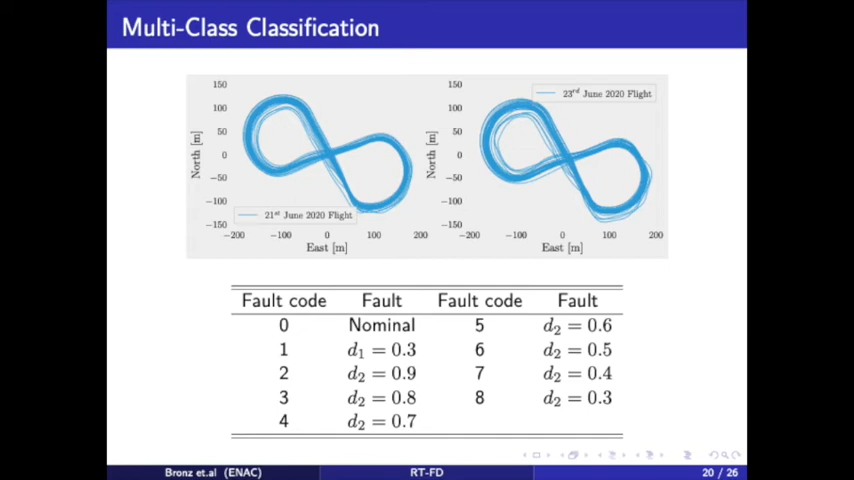 Multi-Class Classification
150
100
50
0
−50
−100
−150
−200 −100 0 100 200
North [m]
East [m]
21st June 2020 Flight
150
100
50
0
−50
−100
−150
−200 −100 0 100 200
North [m]
East [m]
23rd June 2020 Flight
Fault code Fault Fault code Fault
0 Nominal 5 d₂ = 0.6
1 d₁ = 0.3 6 d₂ = 0.5
2 d₂ = 0.9 7 d₂ = 0.4
3 d₂ = 0.8 8 d₂ = 0.3
4 d₂ = 0.7
Bronz et.al (ENAC) RT-FD 20 / 26